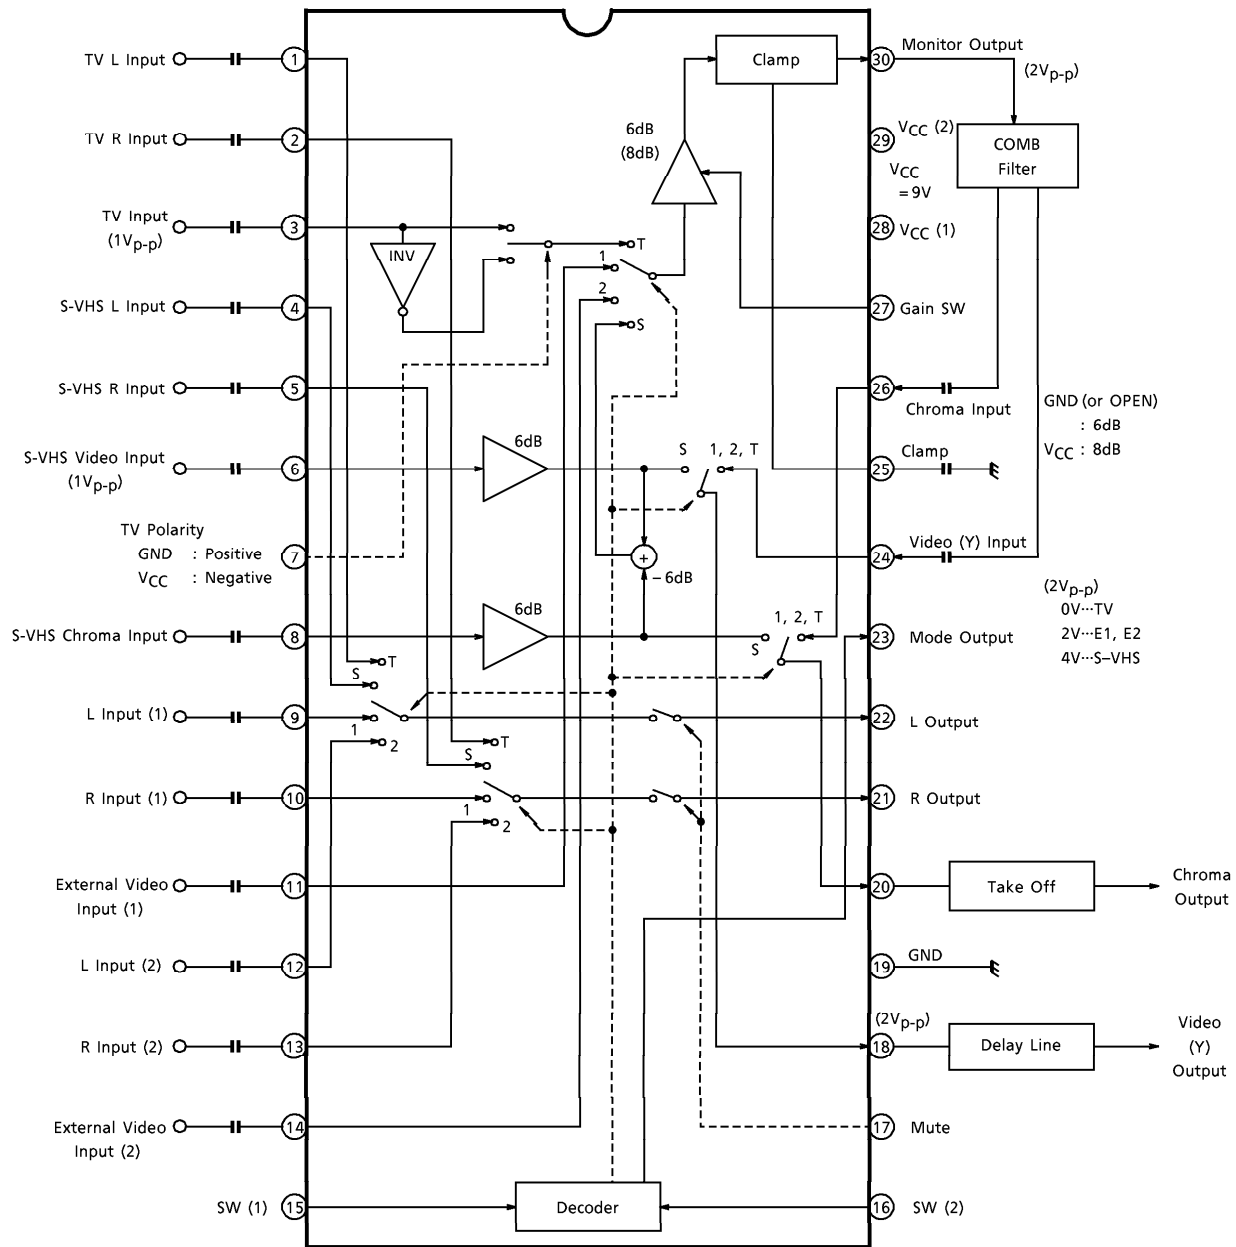 TV L Input
1
TV R Input
2
TV Input
(1Vp-p)
3
S-VHS L Input
4
S-VHS R Input
5
S-VHS Video Input
(1Vp-p)
6
TV Polarity
GND : Positive
VCC : Negative
7
S-VHS Chroma Input
8
L Input (1)
9
R Input (1)
10
External Video
Input (1)
11
L Input (2)
12
R Input (2)
13
External Video
Input (2)
14
SW (1)
15
INV
T
1
2
S
6dB
(8dB)
Clamp
6dB
S
1, 2, T
+
– 6dB
6dB
1, 2, T
S
T
S
1
2
T
S
1
2
Decoder
30
Monitor Output
(2Vp-p)
29
VCC (2)
VCC
= 9V
COMB
Filter
28
VCC (1)
27
Gain SW
26
Chroma Input
GND (or OPEN)
: 6dB
VCC : 8dB
25
Clamp
24
Video (Y) Input
(2Vp-p)
0V···TV
2V···E1, E2
4V···S–VHS
23
Mode Output
22
L Output
21
R Output
20
Take Off
Chroma
Output
19
GND
(2Vp-p)
18
Delay Line
Video
(Y)
Output
17
Mute
16
SW (2)